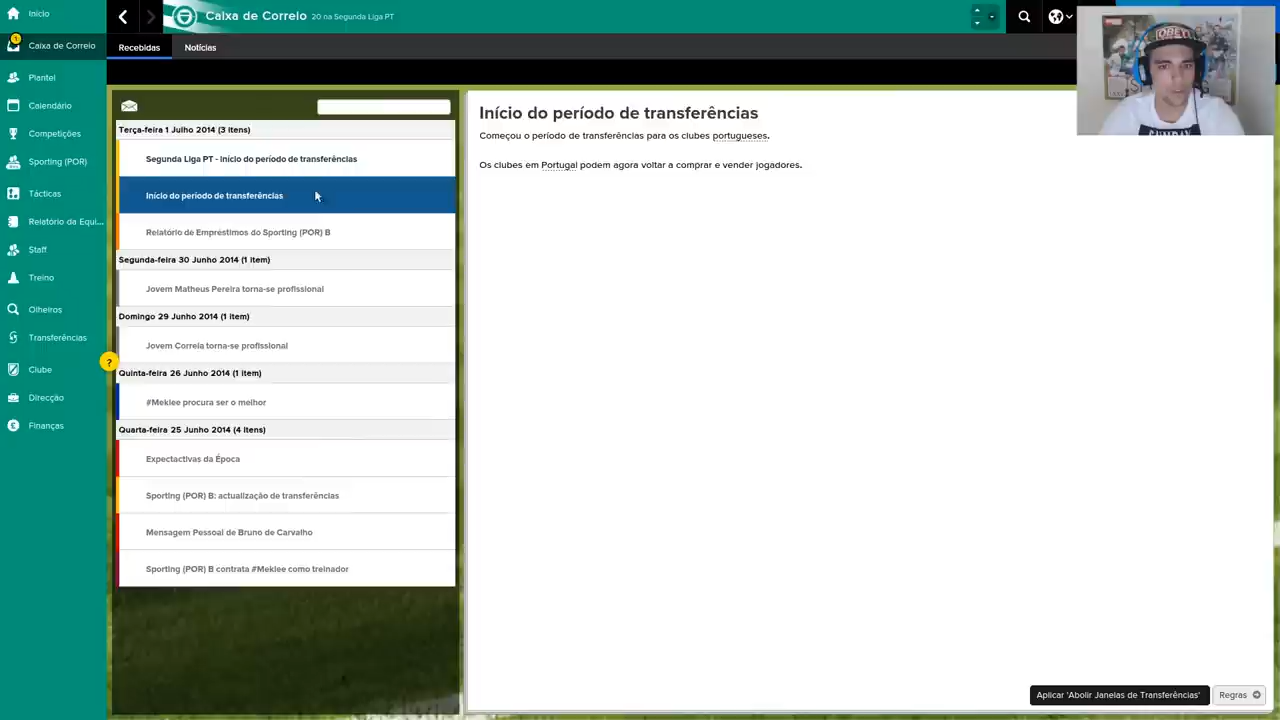 Início
Caixa de Correio
20 na Segunda Liga PT
1
Caixa de Correio
Recebidas
Notícias
Plantel
Calendário
Competições
Sporting (POR)
Tácticas
Relatório da Equi...
Staff
Treino
Olheiros
Transferências
?
Clube
Direcção
Finanças
Terça-feira 1 Julho 2014 (3 itens)
Segunda Liga PT - início do período de transferências
Início do período de transferências
Relatório de Empréstimos do Sporting (POR) B
Segunda-feira 30 Junho 2014 (1 item)
Jovem Matheus Pereira torna-se profissional
Domingo 29 Junho 2014 (1 item)
Jovem Correia torna-se profissional
Quinta-feira 26 Junho 2014 (1 item)
#Meklee procura ser o melhor
Quarta-feira 25 Junho 2014 (4 itens)
Expectactivas da Época
Sporting (POR) B: actualização de transferências
Mensagem Pessoal de Bruno de Carvalho
Sporting (POR) B contrata #Meklee como treinador
Início do período de transferências
Começou o período de transferências para os clubes portugueses.
Os clubes em Portugal podem agora voltar a comprar e vender jogadores.
Aplicar 'Abolir Janelas de Transferências'
Regras
OBEY